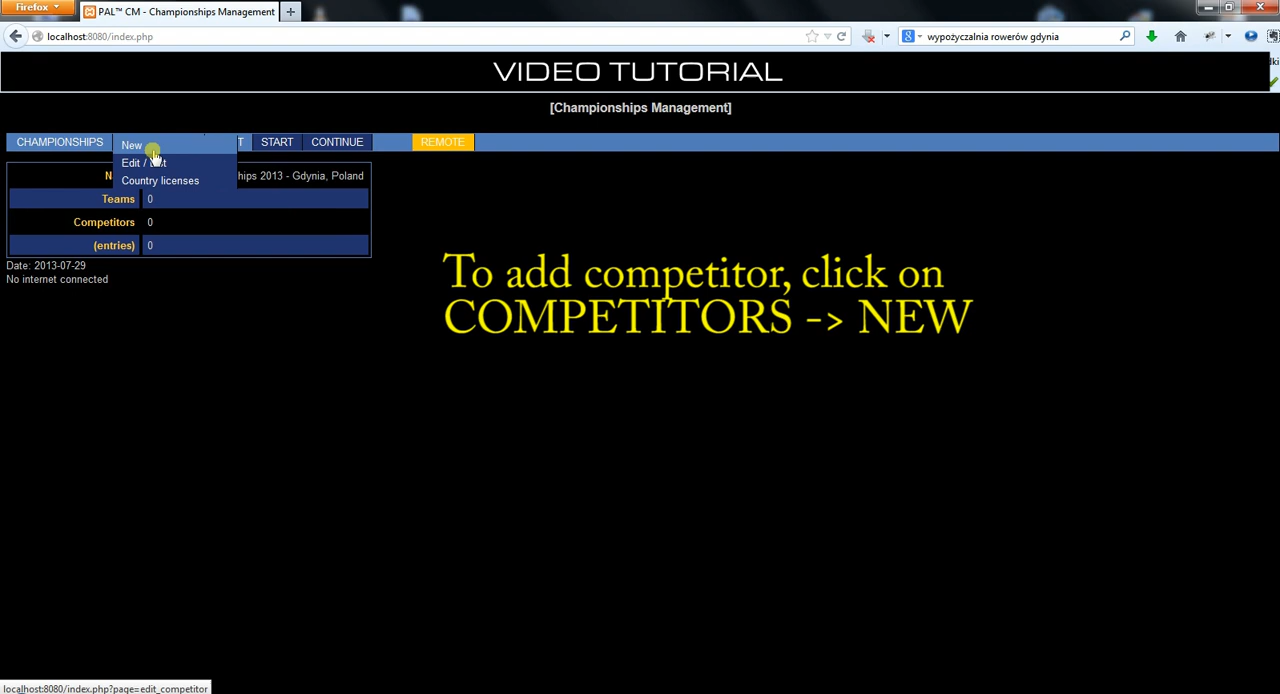 Firefox
PAL™ CM - Championships Management
localhost:8080/index.php
wypożyczalnia rowerów gdynia
VIDEO TUTORIAL
[Championships Management]
CHAMPIONSHIPS
T START CONTINUE REMOTE
New
Edit /
Country licenses
N hips 2013 - Gdynia, Poland
Teams 0
Competitors 0
(entries) 0
Date: 2013-07-29
No internet connected
To add competitor, click on
COMPETITORS -> NEW
localhost:8080/index.php?page=edit_competitor